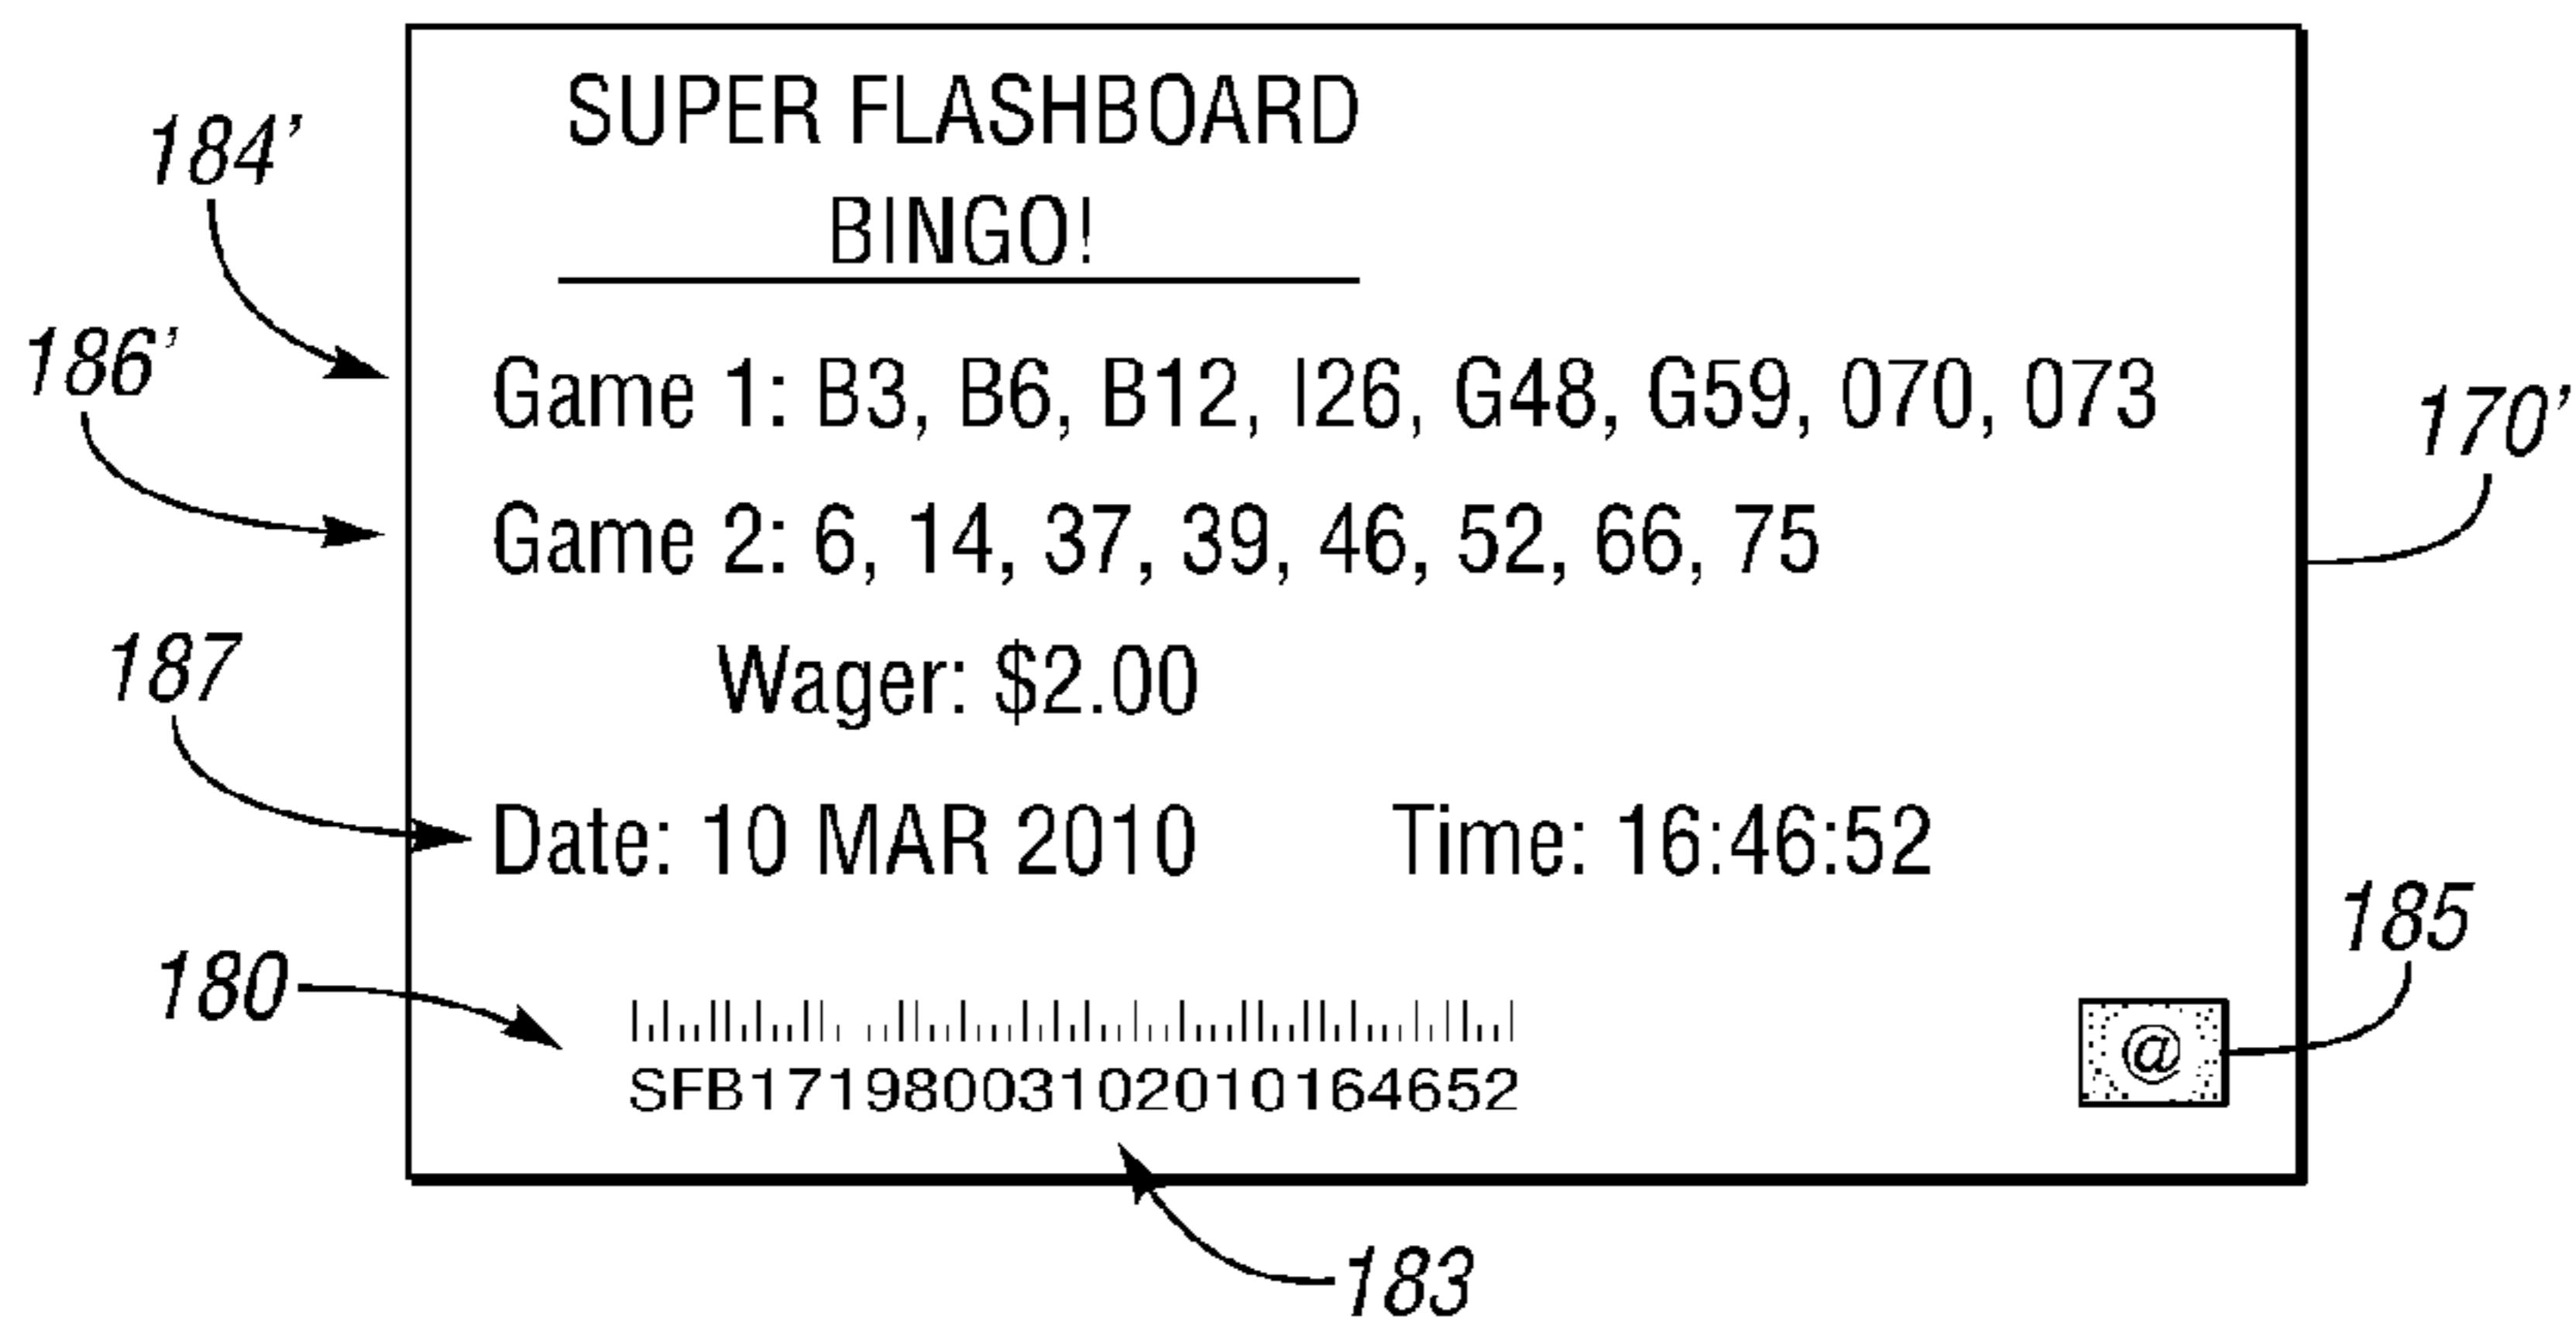 SUPER FLASHBOARD
BINGO!
184'
186'
Game 1: B3, B6, B12, I26, G48, G59, 070, 073
170'
Game 2: 6, 14, 37, 39, 46, 52, 66, 75
187
Wager: $2.00
Date: 10 MAR 2010 Time: 16:46:52
185
180
@
SFB17198003102010164652
183